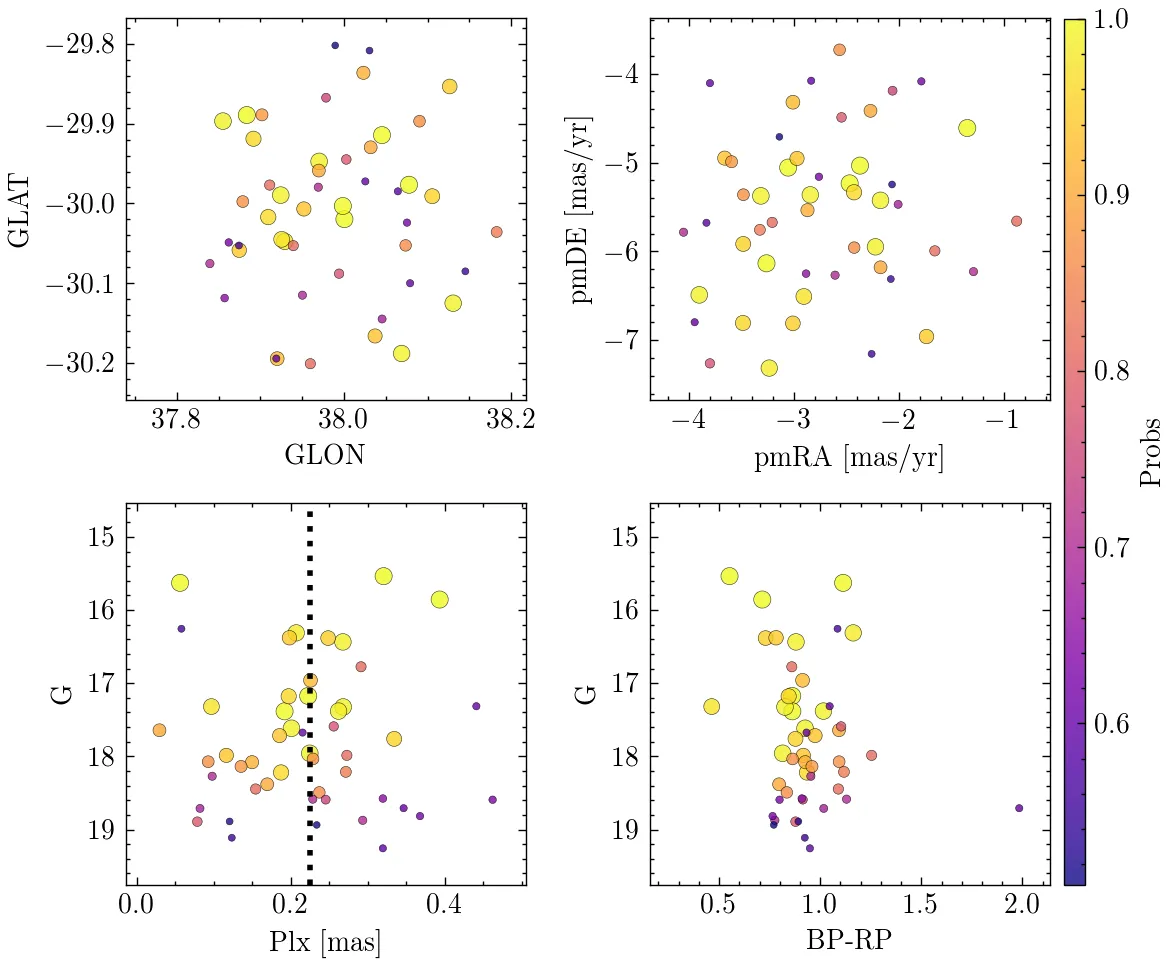 −29.8
−29.9
−30.0
−30.1
−30.2
GLAT
37.8 38.0 38.2
GLON
−4
−5
−6
−7
pmDE [mas/yr]
−4 −3 −2 −1
pmRA [mas/yr]
15
16
17
18
19
G
0.0 0.2 0.4
Plx [mas]
15
16
17
18
19
G
0.5 1.0 1.5 2.0
BP-RP
1.0
0.9
0.8
0.7
0.6
Probs